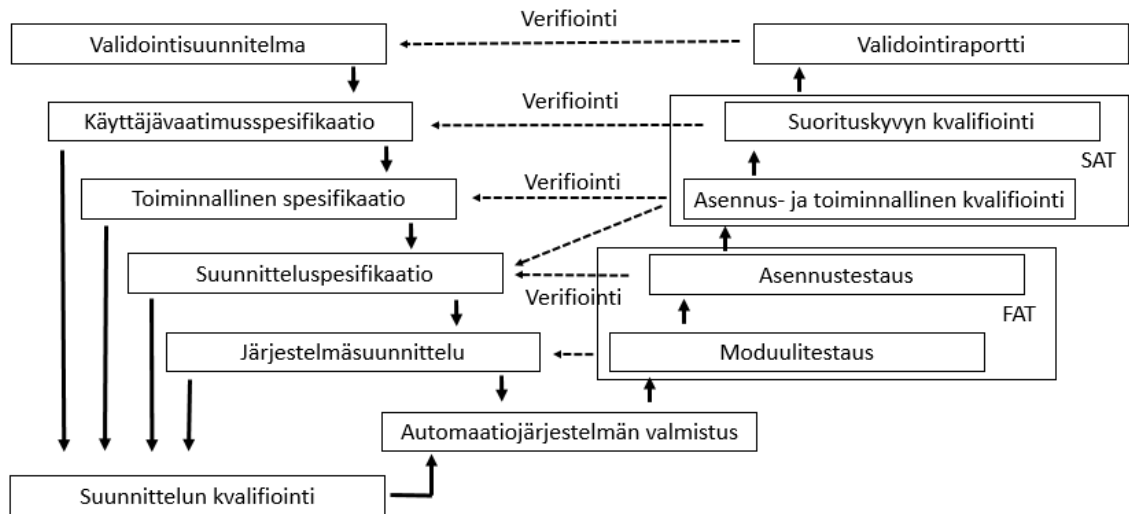 Verifiointi
Validointisuunnitelma
Validointiraportti
Verifiointi
Käyttäjävaatimusspesifikaatio
Suorituskyvyn kvalifiointi
SAT
Verifiointi
Toiminnallinen spesifikaatio
Asennus- ja toiminnallinen kvalifiointi
Suunnitteluspesifikaatio
Asennustestaus
Verifiointi
FAT
Järjestelmäsuunnittelu
Moduulitestaus
Automaatiojärjestelmän valmistus
Suunnittelun kvalifiointi